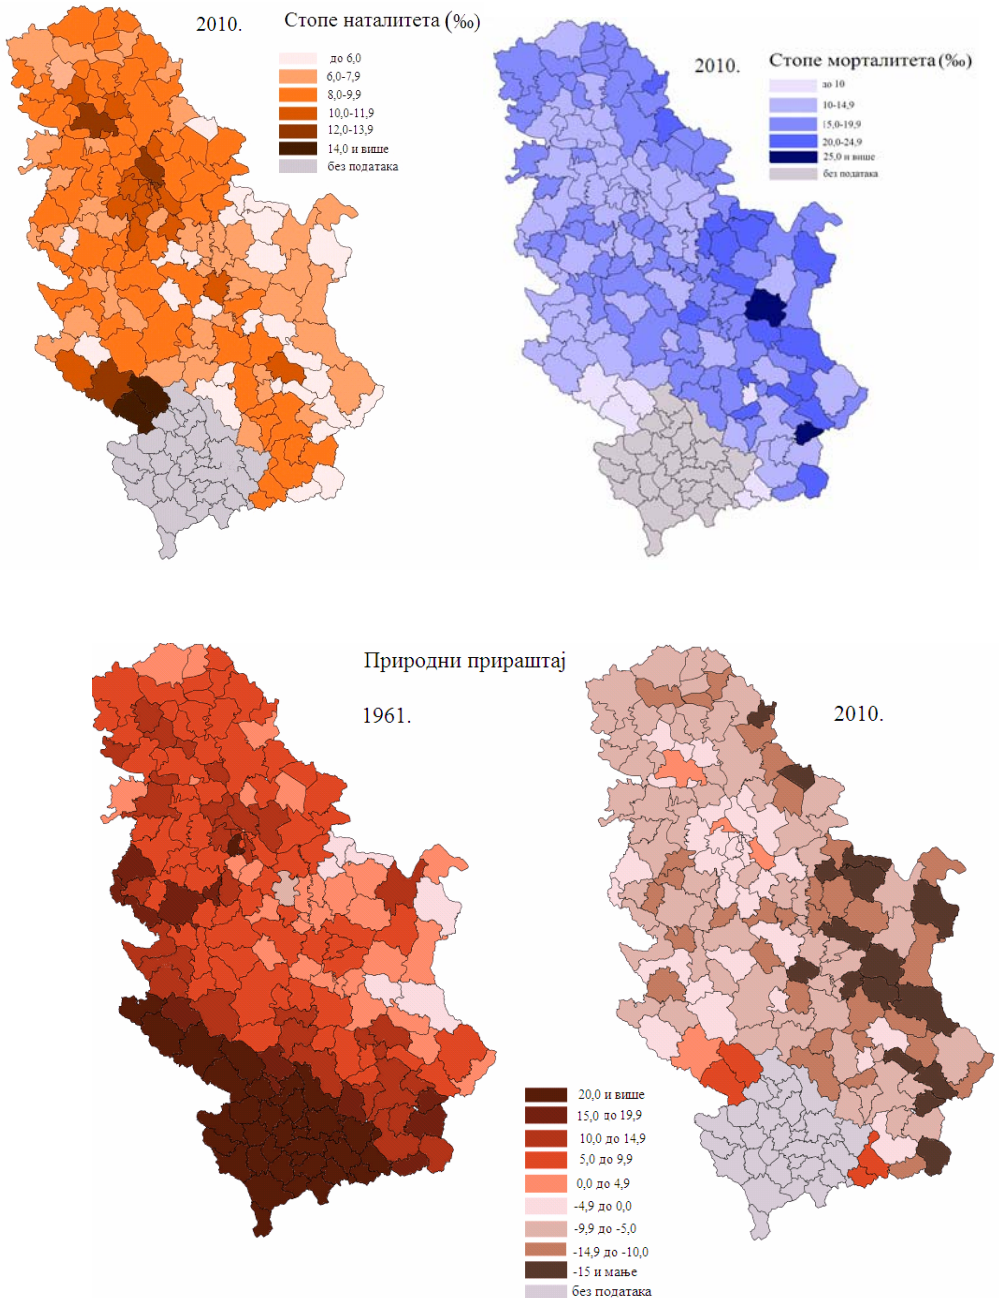 2010.
Стопе наталитета (‰)
до 6,0
6,0-7,9
8,0-9,9
10,0-11,9
12,0-13,9
14,0 и више
без података
2010.
Стопе морталитета (‰)
до 10
10-14,9
15,0-19,9
20,0-24,9
25,0 и више
без података
Природни прираштај
1961.
2010.
20,0 и више
15,0 до 19,9
10,0 до 14,9
5,0 до 9,9
0,0 до 4,9
-4,9 до 0,0
-9,9 до -5,0
-14,9 до -10,0
-15 и мање
без података